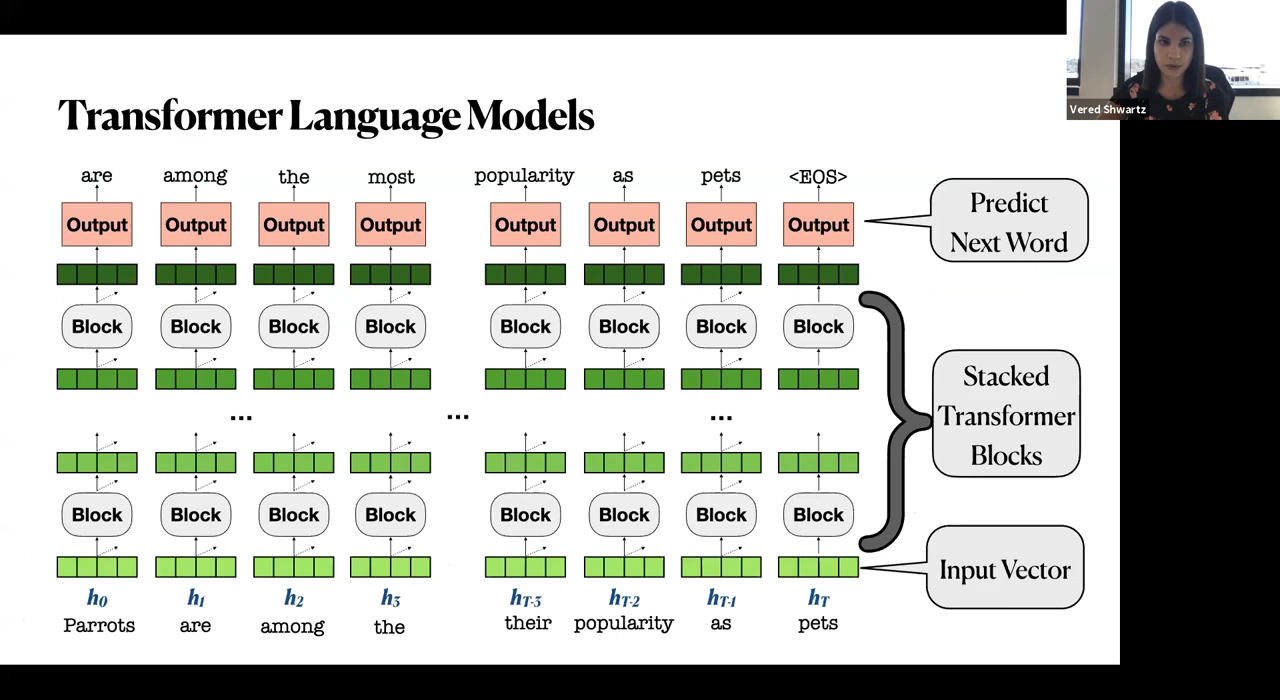 Vered Shwartz
Transformer Language Models
are among the most popularity as pets <EOS>
Output Output Output Output Output Output Output Output
Predict
Next Word
Block Block Block Block Block Block Block Block
... ... ...
Stacked
Transformer
Blocks
Block Block Block Block Block Block Block Block
Input Vector
h0 h1 h2 h3 hT-3 hT-2 hT-1 hT
Parrots are among the their popularity as pets